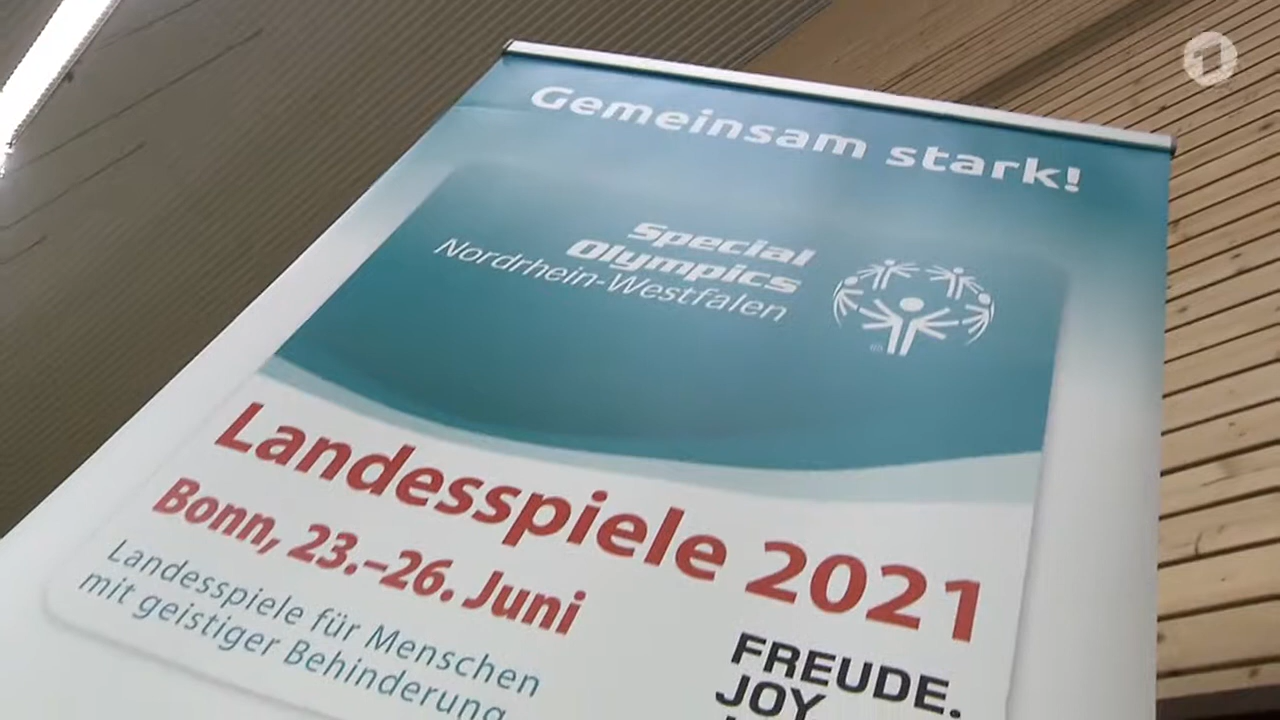 Gemeinsam stark!
Special
Olympics
Nordrhein-Westfalen
Landesspiele 2021
Bonn, 23.–26. Juni
Landesspiele für Menschen
mit geistiger Behinderung
FREUDE.
JOY
1